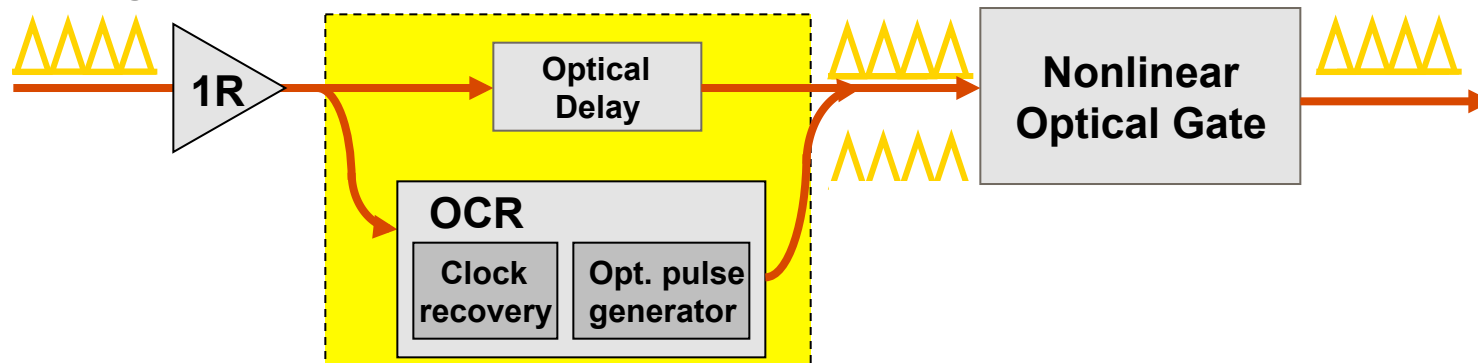 1R
Optical
Delay
OCR
Clock
recovery
Opt. pulse
generator
Nonlinear
Optical Gate